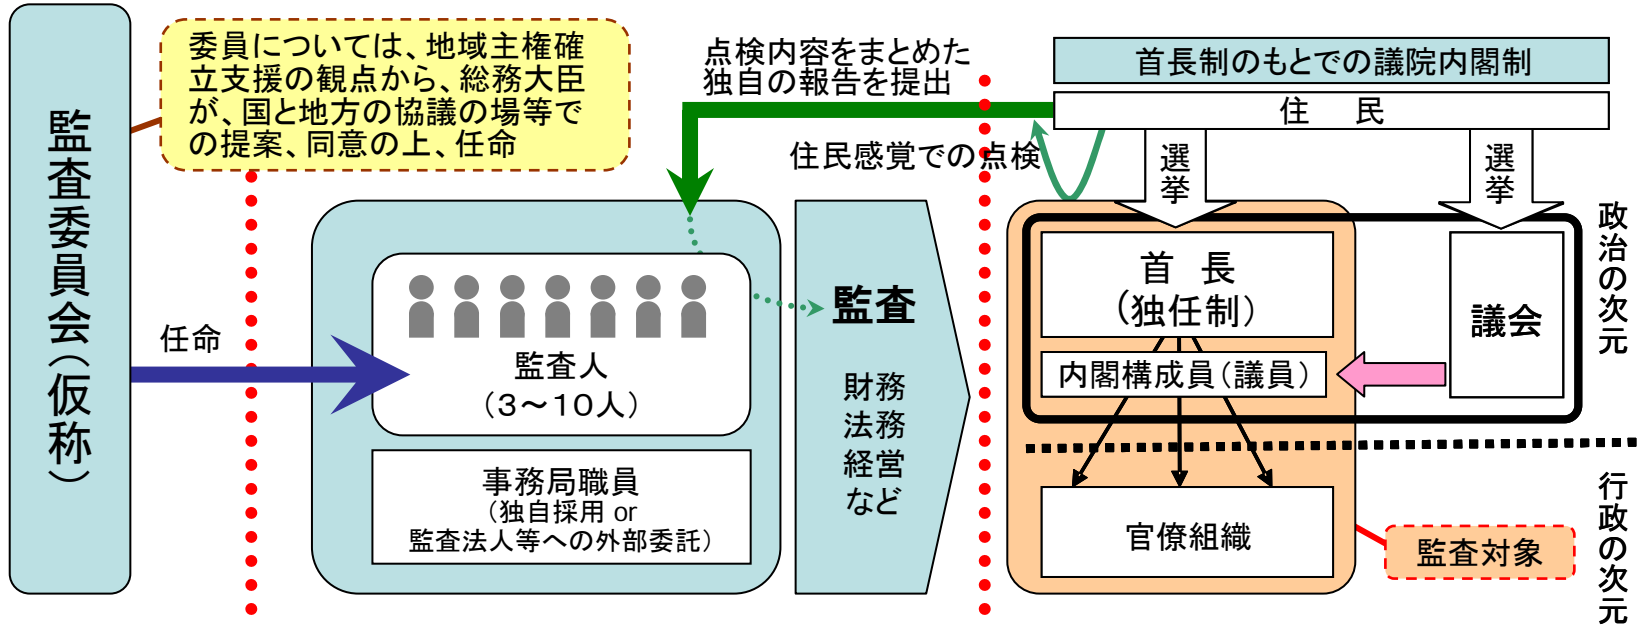 監査委員会（仮称）
委員については、地域主権確
立支援の観点から、総務大臣
が、国と地方の協議の場等で
の提案、同意の上、任命
任命
監査人
（３～１０人）
事務局職員
（独自採用 or
監査法人等への外部委託）
点検内容をまとめた
独自の報告を提出
住民感覚での点検
監査
財務
法務
経営
など
首長制のもとでの議院内閣制
住　民
選挙
選挙
首　長
（独任制）
内閣構成員（議員）
議会
官僚組織
監査対象
政治の次元
行政の次元